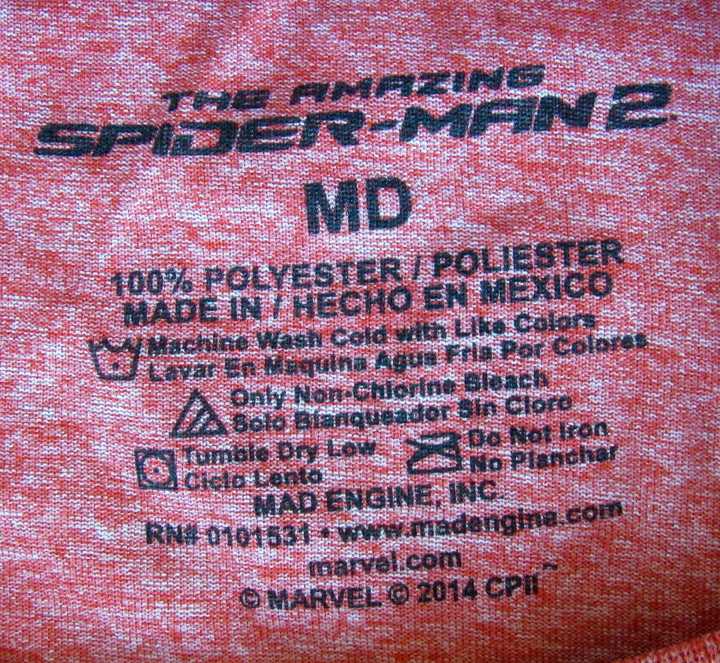 THE AMAZING
SPIDER-MAN 2
MD
100% POLYESTER / POLIESTER
MADE IN / HECHO EN MEXICO
Machine Wash Cold with Like Colors
Lavar En Maquina Agua Fria Por Colores
Only Non-Chlorine Bleach
Solo Blanqueador Sin Cloro
Tumble Dry Low
Ciclo Lento
Do Not Iron
No Planchar
MAD ENGINE, INC.
RN# 0101531 • www.madengine.com
marvel.com
© MARVEL © 2014 CPII